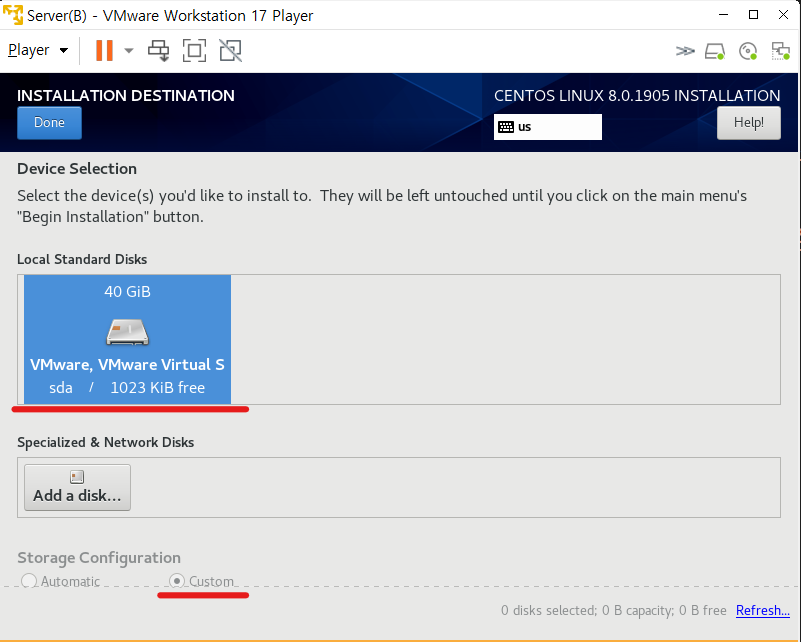 Server(B) - VMware Workstation 17 Player
Player
INSTALLATION DESTINATION
CENTOS LINUX 8.0.1905 INSTALLATION
Done
us
Help!
Device Selection
Select the device(s) you'd like to install to.  They will be left untouched until you click on the main menu's
"Begin Installation" button.
Local Standard Disks
40 GiB
VMware, VMware Virtual S
sda / 1023 KiB free
Specialized & Network Disks
Add a disk...
Storage Configuration
Automatic
Custom
0 disks selected; 0 B capacity; 0 B free
Refresh...